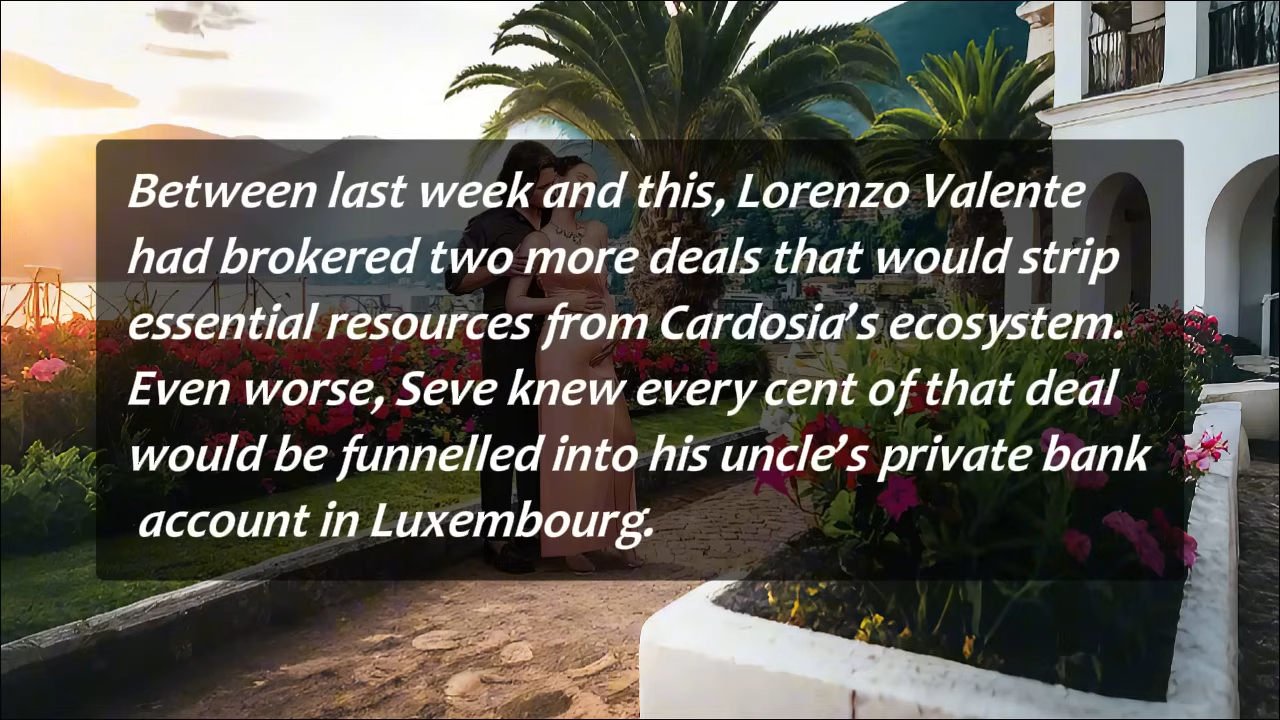 Between last week and this, Lorenzo Valente
had brokered two more deals that would strip
essential resources from Cardosia’s ecosystem.
Even worse, Seve knew every cent of that deal
would be funnelled into his uncle’s private bank
account in Luxembourg.